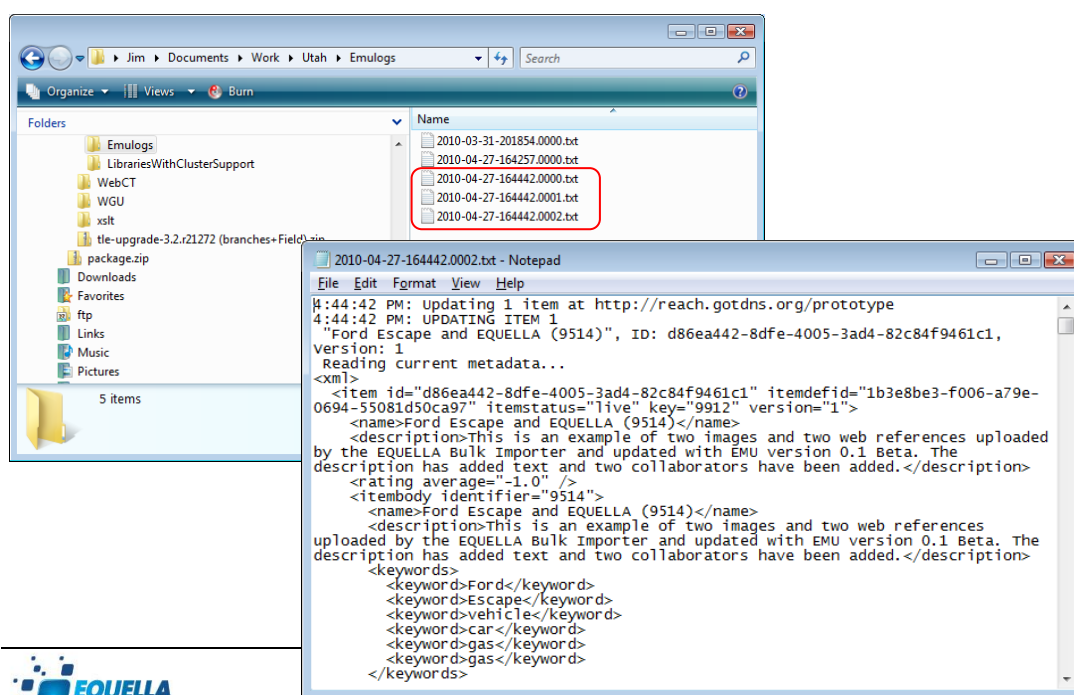 Jim ▸ Documents ▸ Work ▸ Utah ▸ Emulogs
Search
Organize Views Burn
Folders
Name
Emulogs
LibrariesWithClusterSupport
WebCT
WGU
xslt
tle-upgrade-3.2.r21272 (branches+Field).zip
package.zip
Downloads
Favorites
ftp
Links
Music
Pictures
5 items
2010-03-31-201854.0000.txt
2010-04-27-164257.0000.txt
2010-04-27-164442.0000.txt
2010-04-27-164442.0001.txt
2010-04-27-164442.0002.txt
2010-04-27-164442.0002.txt - Notepad
File Edit Format View Help
4:44:42 PM: Updating 1 item at http://reach.gotdns.org/prototype
4:44:42 PM: UPDATING ITEM 1
"Ford Escape and EQUELLA (9514)", ID: d86ea442-8dfe-4005-3ad4-82c84f9461c1,
Version: 1
Reading current metadata...
<xml>
<item id="d86ea442-8dfe-4005-3ad4-82c84f9461c1" itemdefid="1b3e8be3-f006-a79e-
0694-55081d50ca97" itemstatus="live" key="9912" version="1">
<name>Ford Escape and EQUELLA (9514)</name>
<description>This is an example of two images and two web references uploaded
by the EQUELLA Bulk Importer and updated with EMU version 0.1 Beta. The
description has added text and two collaborators have been added.</description>
<rating average="-1.0" />
<itembody identifier="9514">
<name>Ford Escape and EQUELLA (9514)</name>
<description>This is an example of two images and two web references
uploaded by the EQUELLA Bulk Importer and updated with EMU version 0.1 Beta. The
description has added text and two collaborators have been added.</description>
<keywords>
<keyword>Ford</keyword>
<keyword>Escape</keyword>
<keyword>vehicle</keyword>
<keyword>car</keyword>
<keyword>gas</keyword>
<keyword>gas</keyword>
</keywords>
EQUELLA